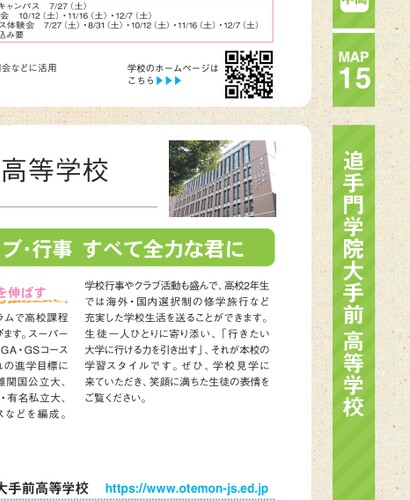 キャンパス 7/27（土）
会 10/12（土）・11/16（土）・12/7（土）
ス体験会 7/27（土）・8/31（土）・10/12（土）・11/16（土）・12/7（土）
込み要
会などに活用
学校のホームページは
こちら▶▶▶
MAP
15
高等学校
ブ・行事 すべて全力な君に
を伸ばす
ラムで高校課程
びます。スーパー
GA・GSコース
れの進学目標に
難関国公立大、
・有名私立大、
スなどを編成。
学校行事やクラブ活動も盛んで、高校2年生
では海外・国内選択制の修学旅行など
充実した学校生活を送ることができます。
生徒一人ひとりに寄り添い、「行きたい
大学に行ける力を引き出す」、それが本校の
学習スタイルです。ぜひ、学校見学に
来ていただき、笑顔に満ちた生徒の表情を
ご覧ください。
追手門学院大手前 高等学校
大手前高等学校 https://www.otemon-js.ed.jp